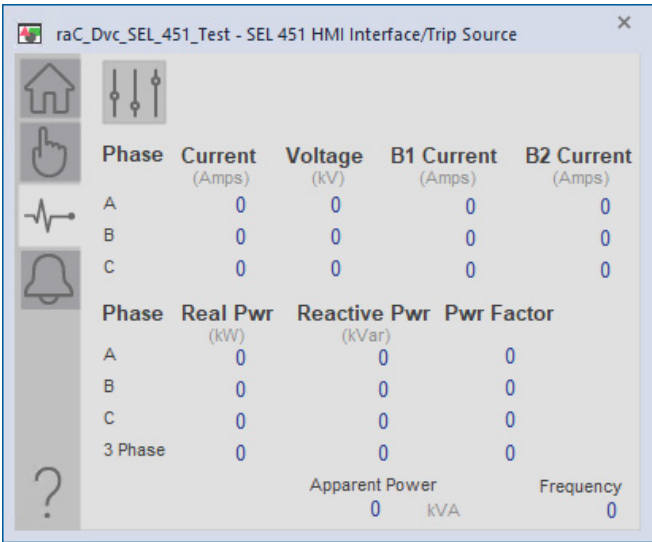 raC_Dvc_SEL_451_Test - SEL 451 HMI Interface/Trip Source
Phase Current Voltage B1 Current B2 Current
(Amps) (kV) (Amps) (Amps)
A 0 0 0 0
B 0 0 0 0
C 0 0 0 0
Phase Real Pwr Reactive Pwr Pwr Factor
(kW) (kVar)
A 0 0 0
B 0 0 0
C 0 0 0
3 Phase 0 0 0
Apparent Power Frequency
0 kVA 0
?